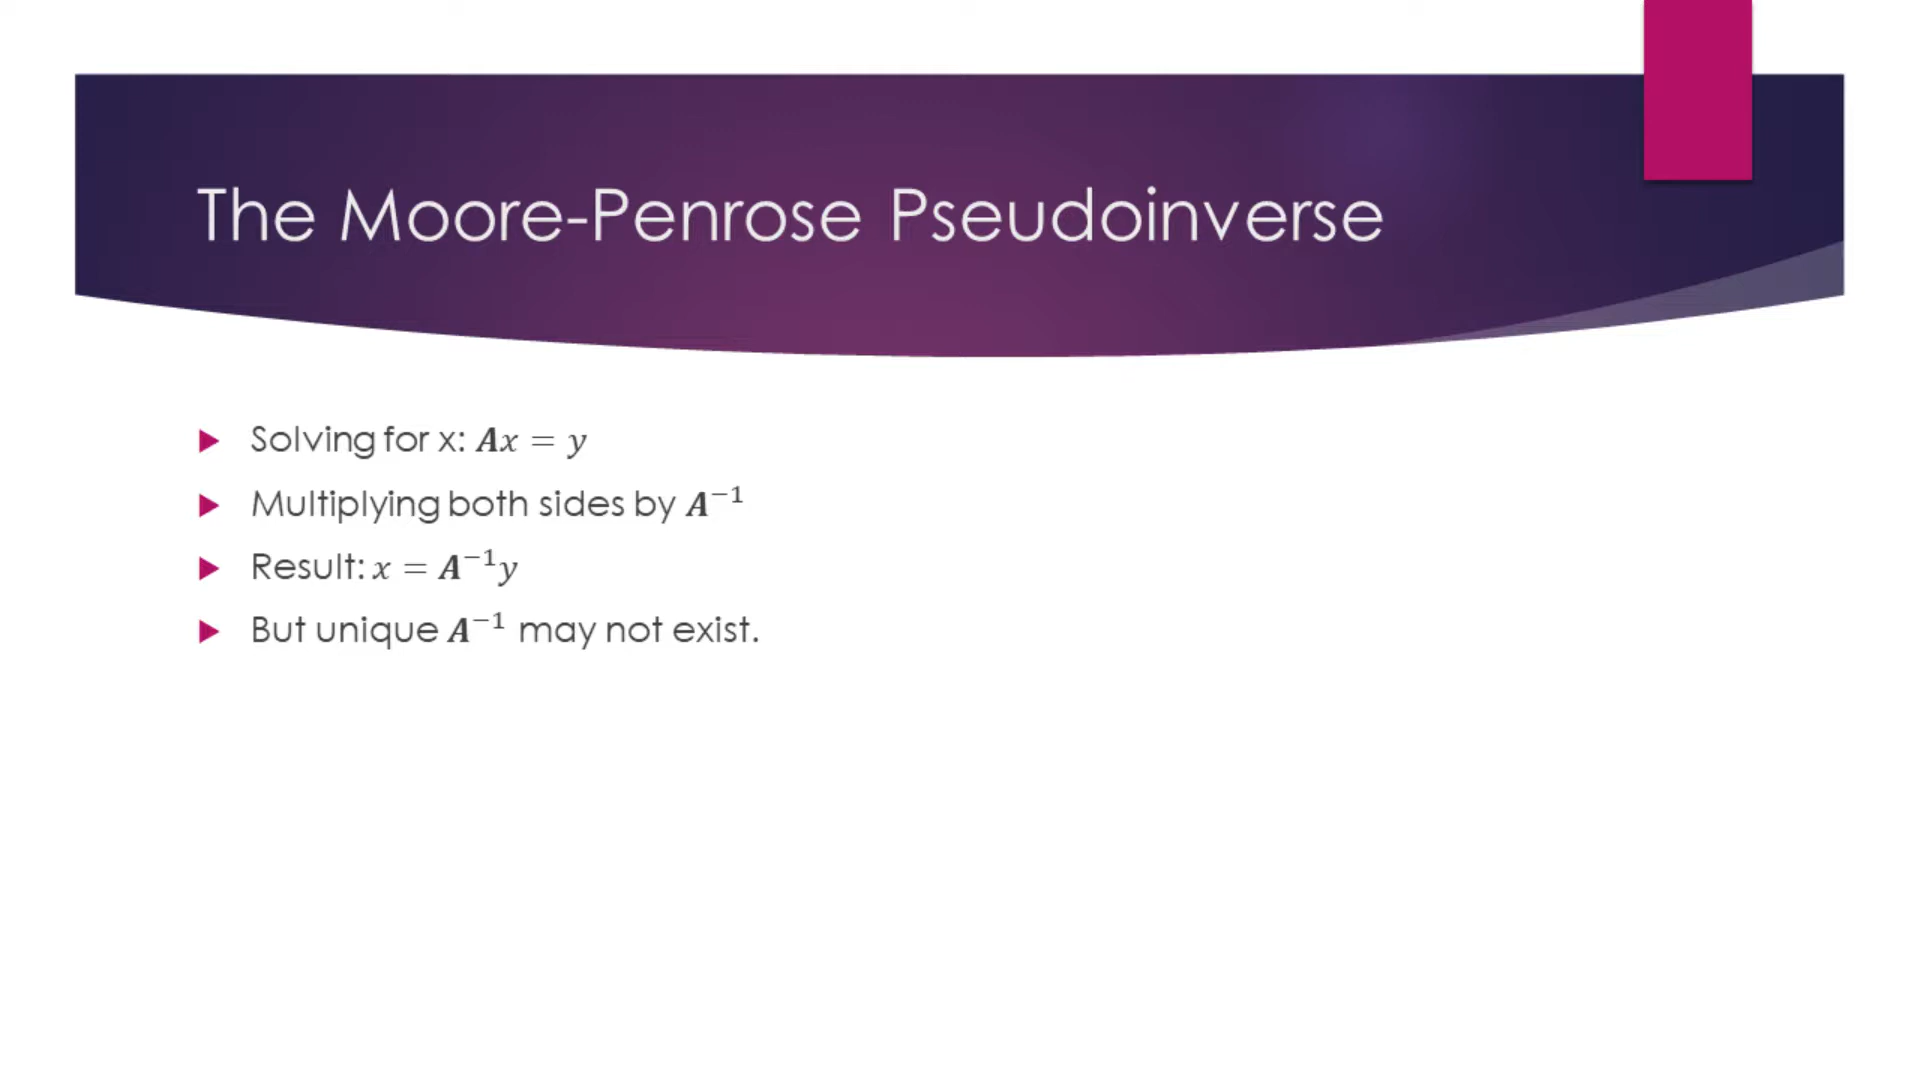 The Moore-Penrose Pseudoinverse
Solving for x: 𝑨𝑥 = 𝑦
Multiplying both sides by 𝑨⁻¹
Result: 𝑥 = 𝑨⁻¹𝑦
But unique 𝑨⁻¹ may not exist.